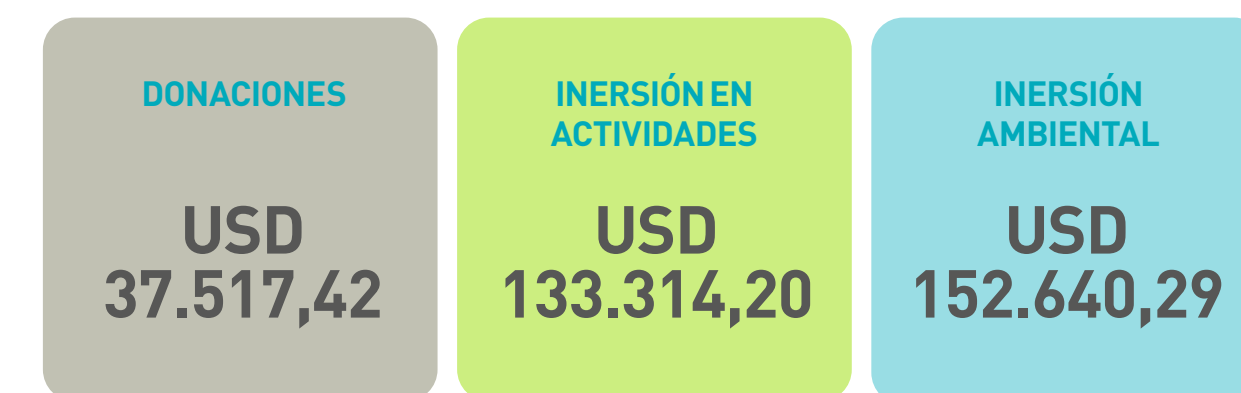 DONACIONES
USD
37.517,42
INERSIÓN EN
ACTIVIDADES
USD
133.314,20
INERSIÓN
AMBIENTAL
USD
152.640,29